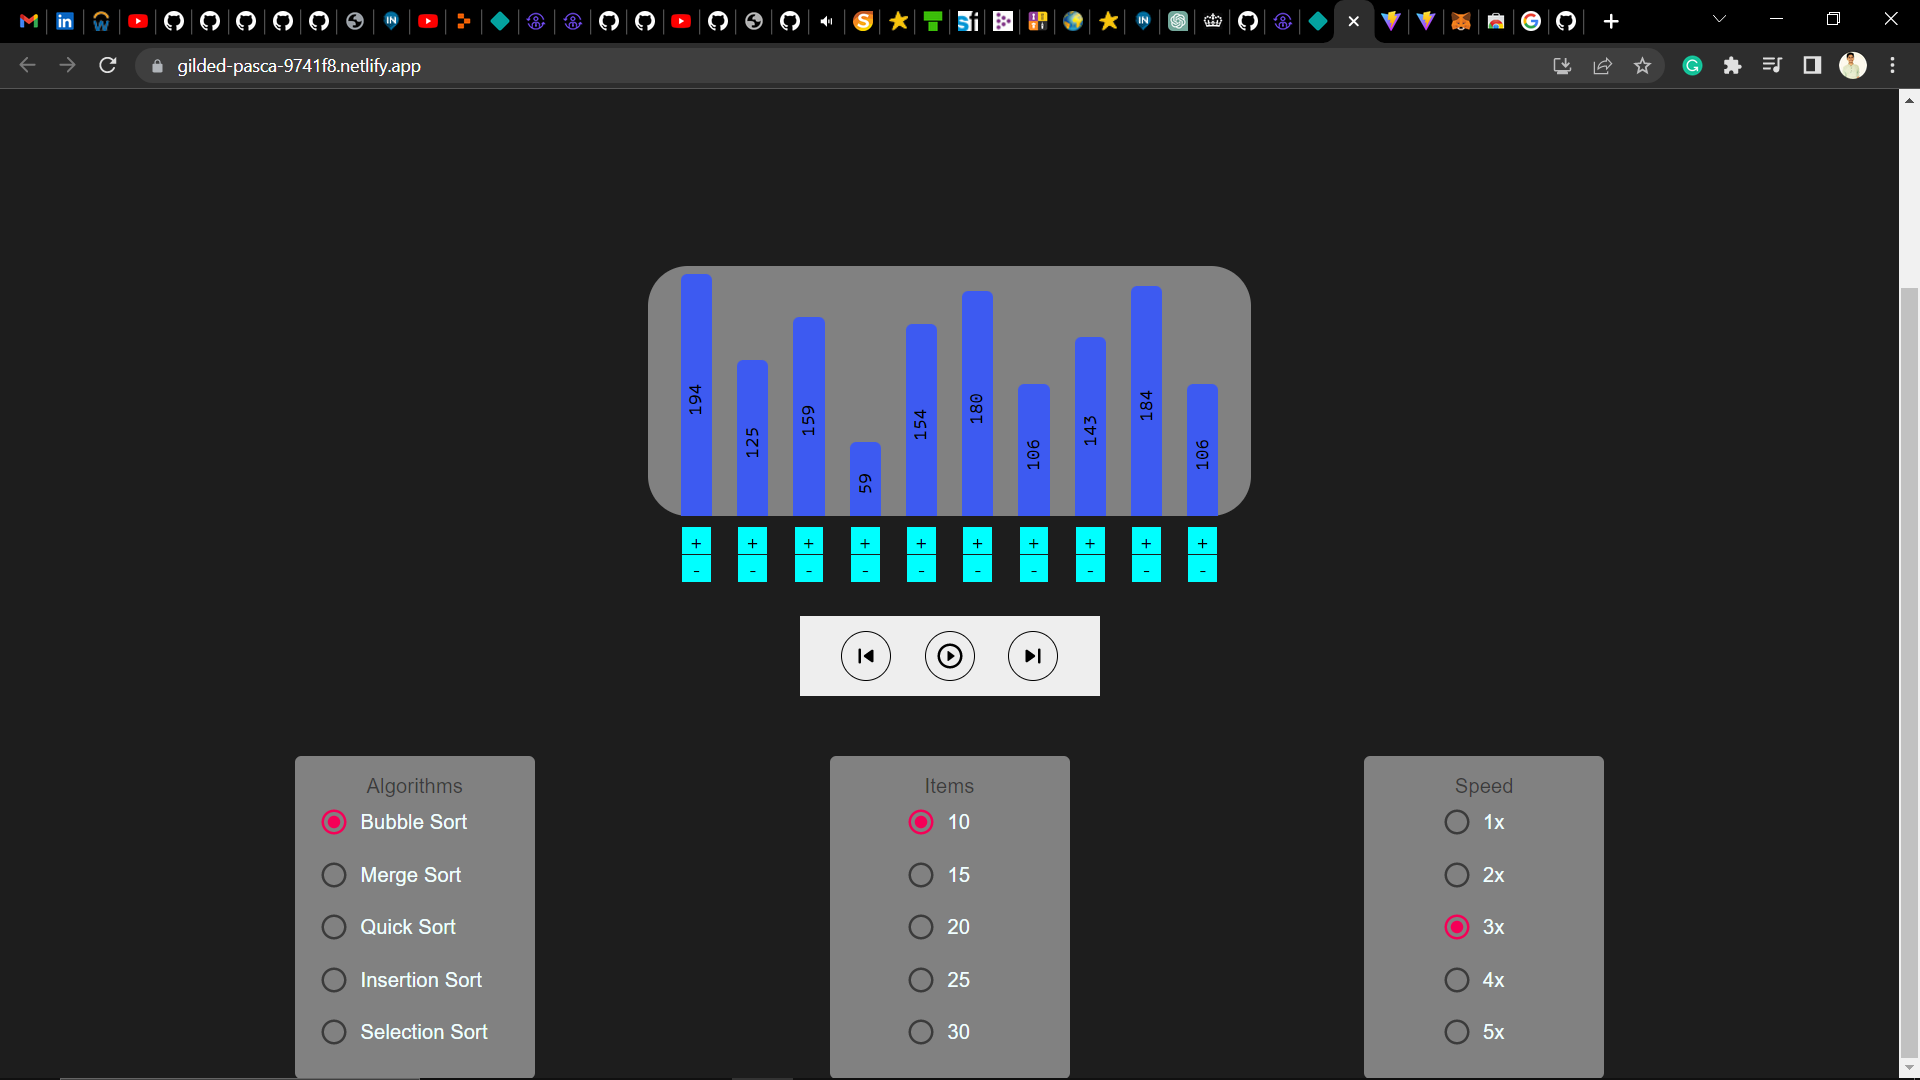 gilded-pasca-9741f8.netlify.app
194 125 159 59 154 180 106 143 184 106
+ + + + + + + + + +
- - - - - - - - - -
Algorithms
Bubble Sort
Merge Sort
Quick Sort
Insertion Sort
Selection Sort
Items
10
15
20
25
30
Speed
1x
2x
3x
4x
5x